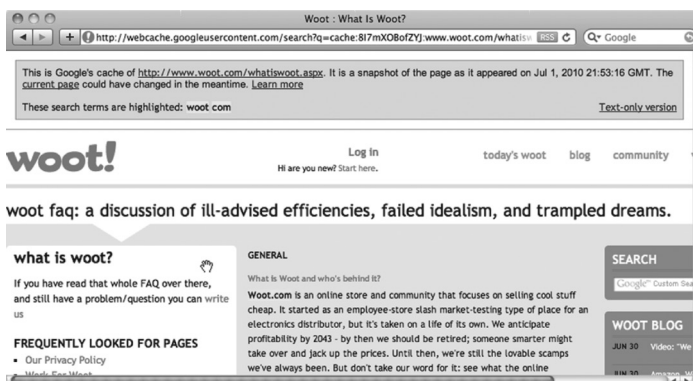 Woot : What Is Woot?
http://webcache.googleusercontent.com/search?q=cache:8I7mXOBofZYJ:www.woot.com/whatisw RSS Google
This is Google's cache of http://www.woot.com/whatiswoot.aspx. It is a snapshot of the page as it appeared on Jul 1, 2010 21:53:16 GMT. The
current page could have changed in the meantime. Learn more
These search terms are highlighted: woot com Text-only version
woot!
Log in
Hi are you new? Start here.
today's woot blog community
woot faq: a discussion of ill-advised efficiencies, failed idealism, and trampled dreams.
what is woot?
If you have read that whole FAQ over there,
and still have a problem/question you can write
us
FREQUENTLY LOOKED FOR PAGES
• Our Privacy Policy
• Work For Woot
GENERAL
What is Woot and who's behind it?
Woot.com is an online store and community that focuses on selling cool stuff
cheap. It started as an employee-store slash market-testing type of place for an
electronics distributor, but it's taken on a life of its own. We anticipate
profitability by 2043 - by then we should be retired; someone smarter might
take over and jack up the prices. Until then, we're still the lovable scamps
we've always been. But don't take our word for it: see what the online
SEARCH
Google™ Custom Sea
WOOT BLOG
JUN 30 Video: "We
JUN 30 Amazon, W